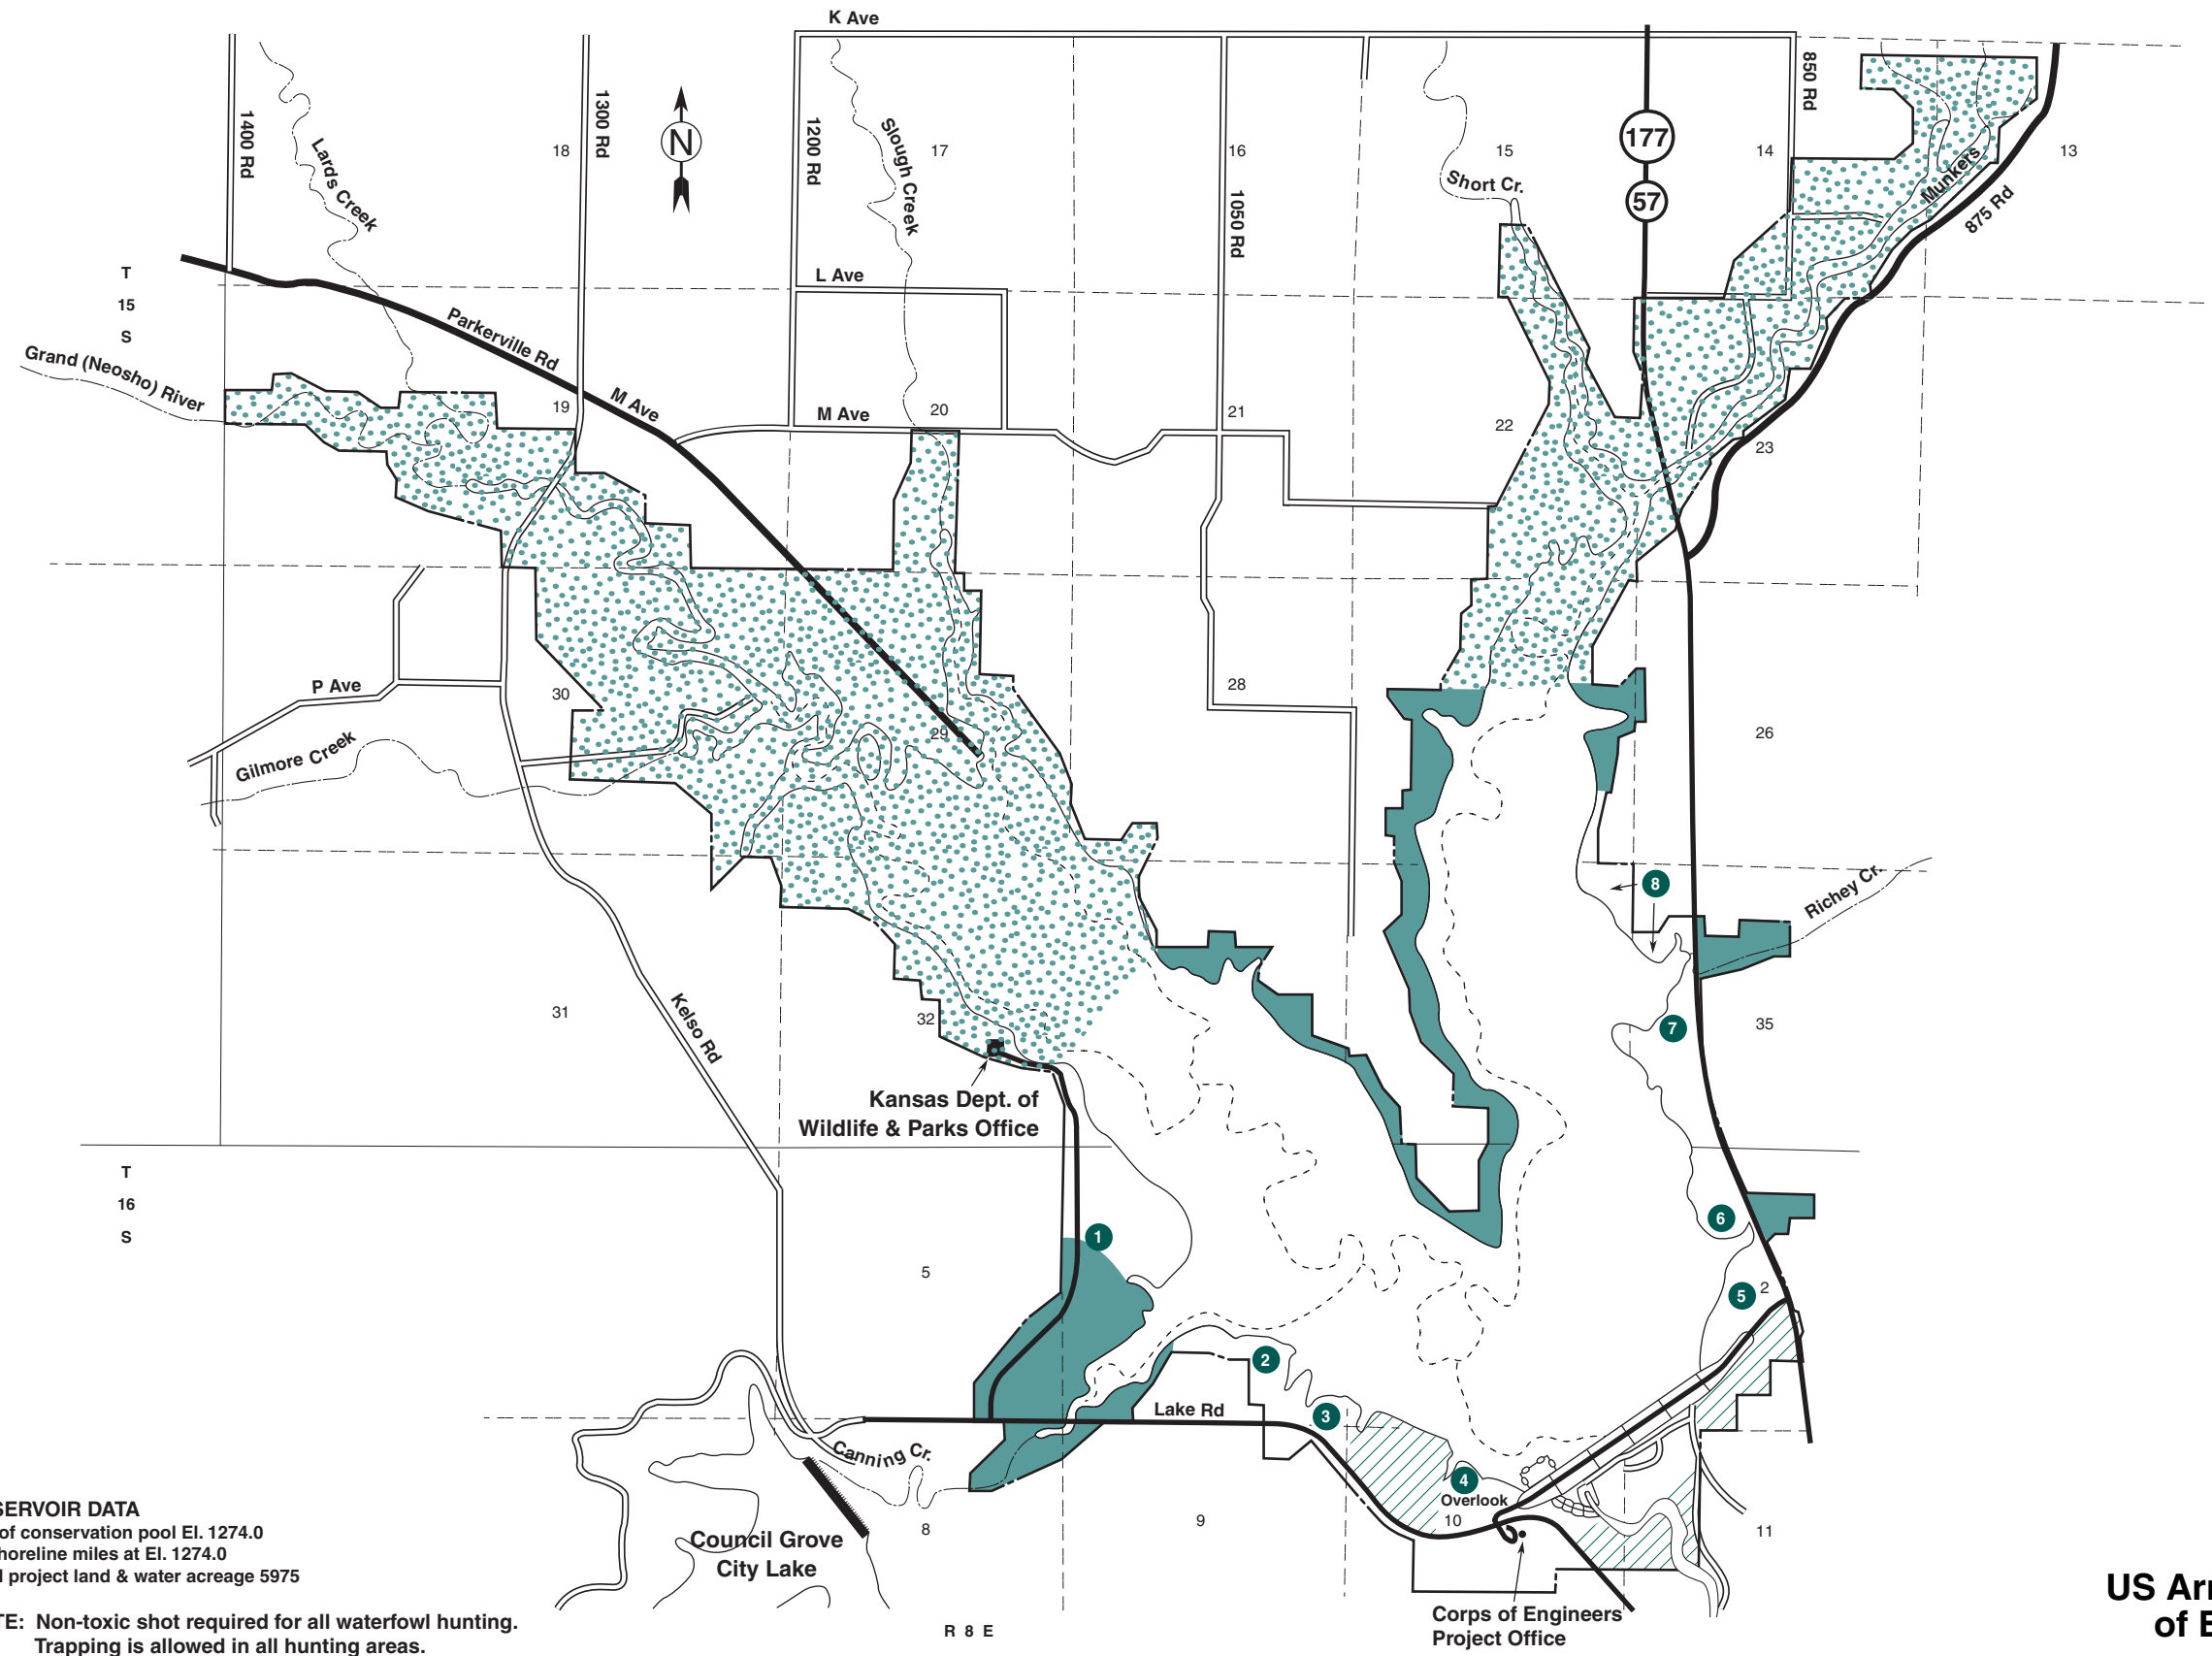 K Ave
850 Rd
1400 Rd
Lards Creek
18
1300 Rd
N
1200 Rd
Slough Creek
17
16
1050 Rd
15
Short Cr.
177
57
14
Munkers
875 Rd
13
T
15
S
L Ave
Parkerville Rd
Grand (Neosho) River
19
M Ave
M Ave
20
21
22
23
P Ave
30
Gilmore Creek
29
28
26
8
Richey Cr.
31
Kelso Rd
32
7
35
Kansas Dept. of
Wildlife & Parks Office
T
16
S
5
1
6
5
2
2
3
Lake Rd
Canning Cr.
4
Overlook
10
Council Grove
City Lake
8
9
11
SERVOIR DATA
of conservation pool El. 1274.0
horeline miles at El. 1274.0
l project land & water acreage 5975
TE: Non-toxic shot required for all waterfowl hunting.
Trapping is allowed in all hunting areas.
R 8 E
Corps of Engineers
Project Office
US Arm
of E